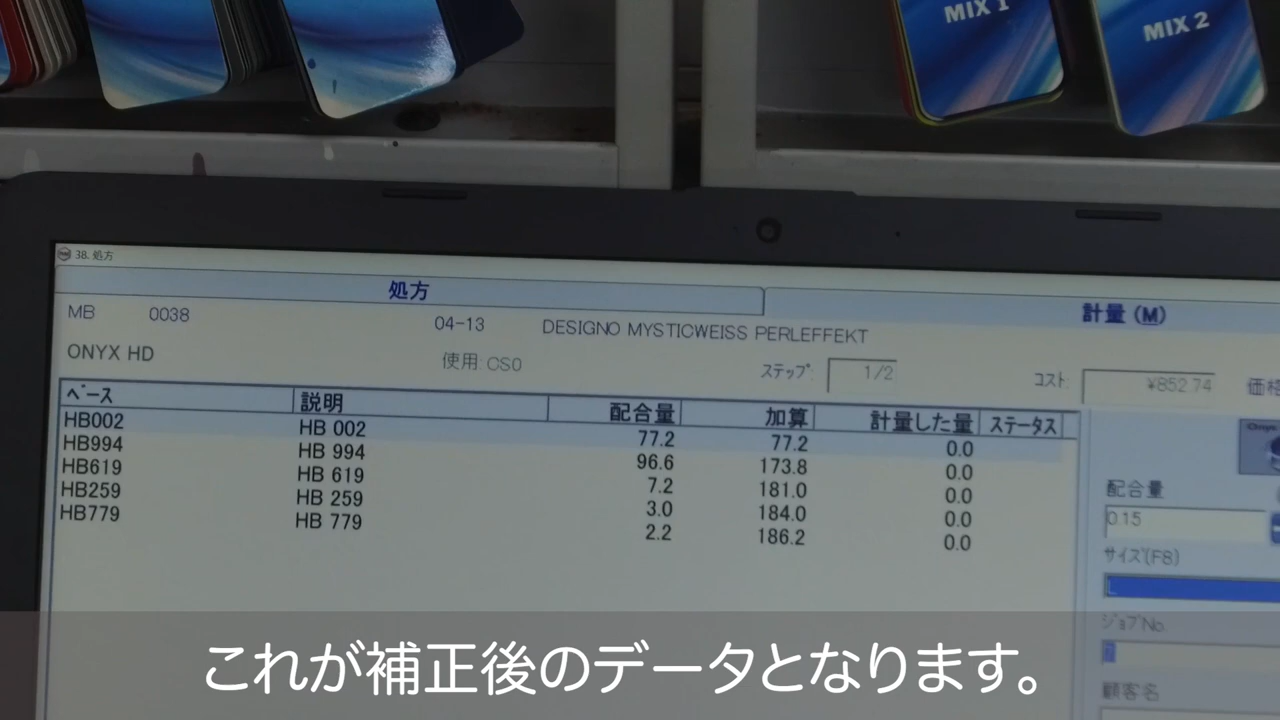 MIX 1
MIX 2
38. 処方
処方
計量 (M)
MB 0038 04-13 DESIGNO MYSTICWEISS PERLEFFEKT
ONYX HD 使用: CS0 ステップ: 1/2 コスト: ¥852.74 価格
ベース 説明 配合量 加算 計量した量 ステータス
HB002 HB 002 77.2 77.2 0.0
HB994 HB 994 96.6 173.8 0.0
HB619 HB 619 7.2 181.0 0.0
HB259 HB 259 3.0 184.0 0.0
HB779 HB 779 2.2 186.2 0.0
配合量
0.15
サイズ(F8)
ジョブNo.
顧客名
これが補正後のデータとなります。